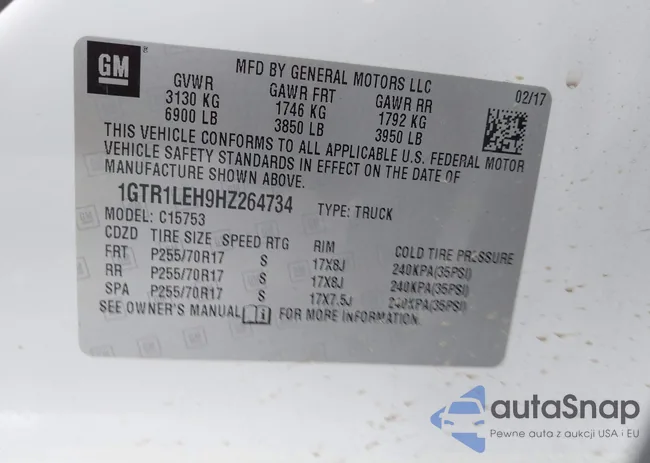 GM
MFD BY GENERAL MOTORS LLC
02/17
GVWR GAWR FRT GAWR RR
3130 KG 1746 KG 1792 KG
6900 LB 3850 LB 3950 LB
THIS VEHICLE CONFORMS TO ALL APPLICABLE U.S. FEDERAL MOTOR
VEHICLE SAFETY STANDARDS IN EFFECT ON THE DATE OF
MANUFACTURE SHOWN ABOVE.
1GTR1LEH9HZ264734 TYPE: TRUCK
MODEL: C15753
CDZD TIRE SIZE SPEED RTG RIM COLD TIRE PRESSURE
FRT P255/70R17 S 17X8J 240KPA(35PSI)
RR P255/70R17 S 17X8J 240KPA(35PSI)
SPA P255/70R17 S 17X7.5J 240KPA(35PSI)
SEE OWNER'S MANUAL FOR MORE INFORMATION.
autaSnap
Pewne auta z aukcji USA i EU